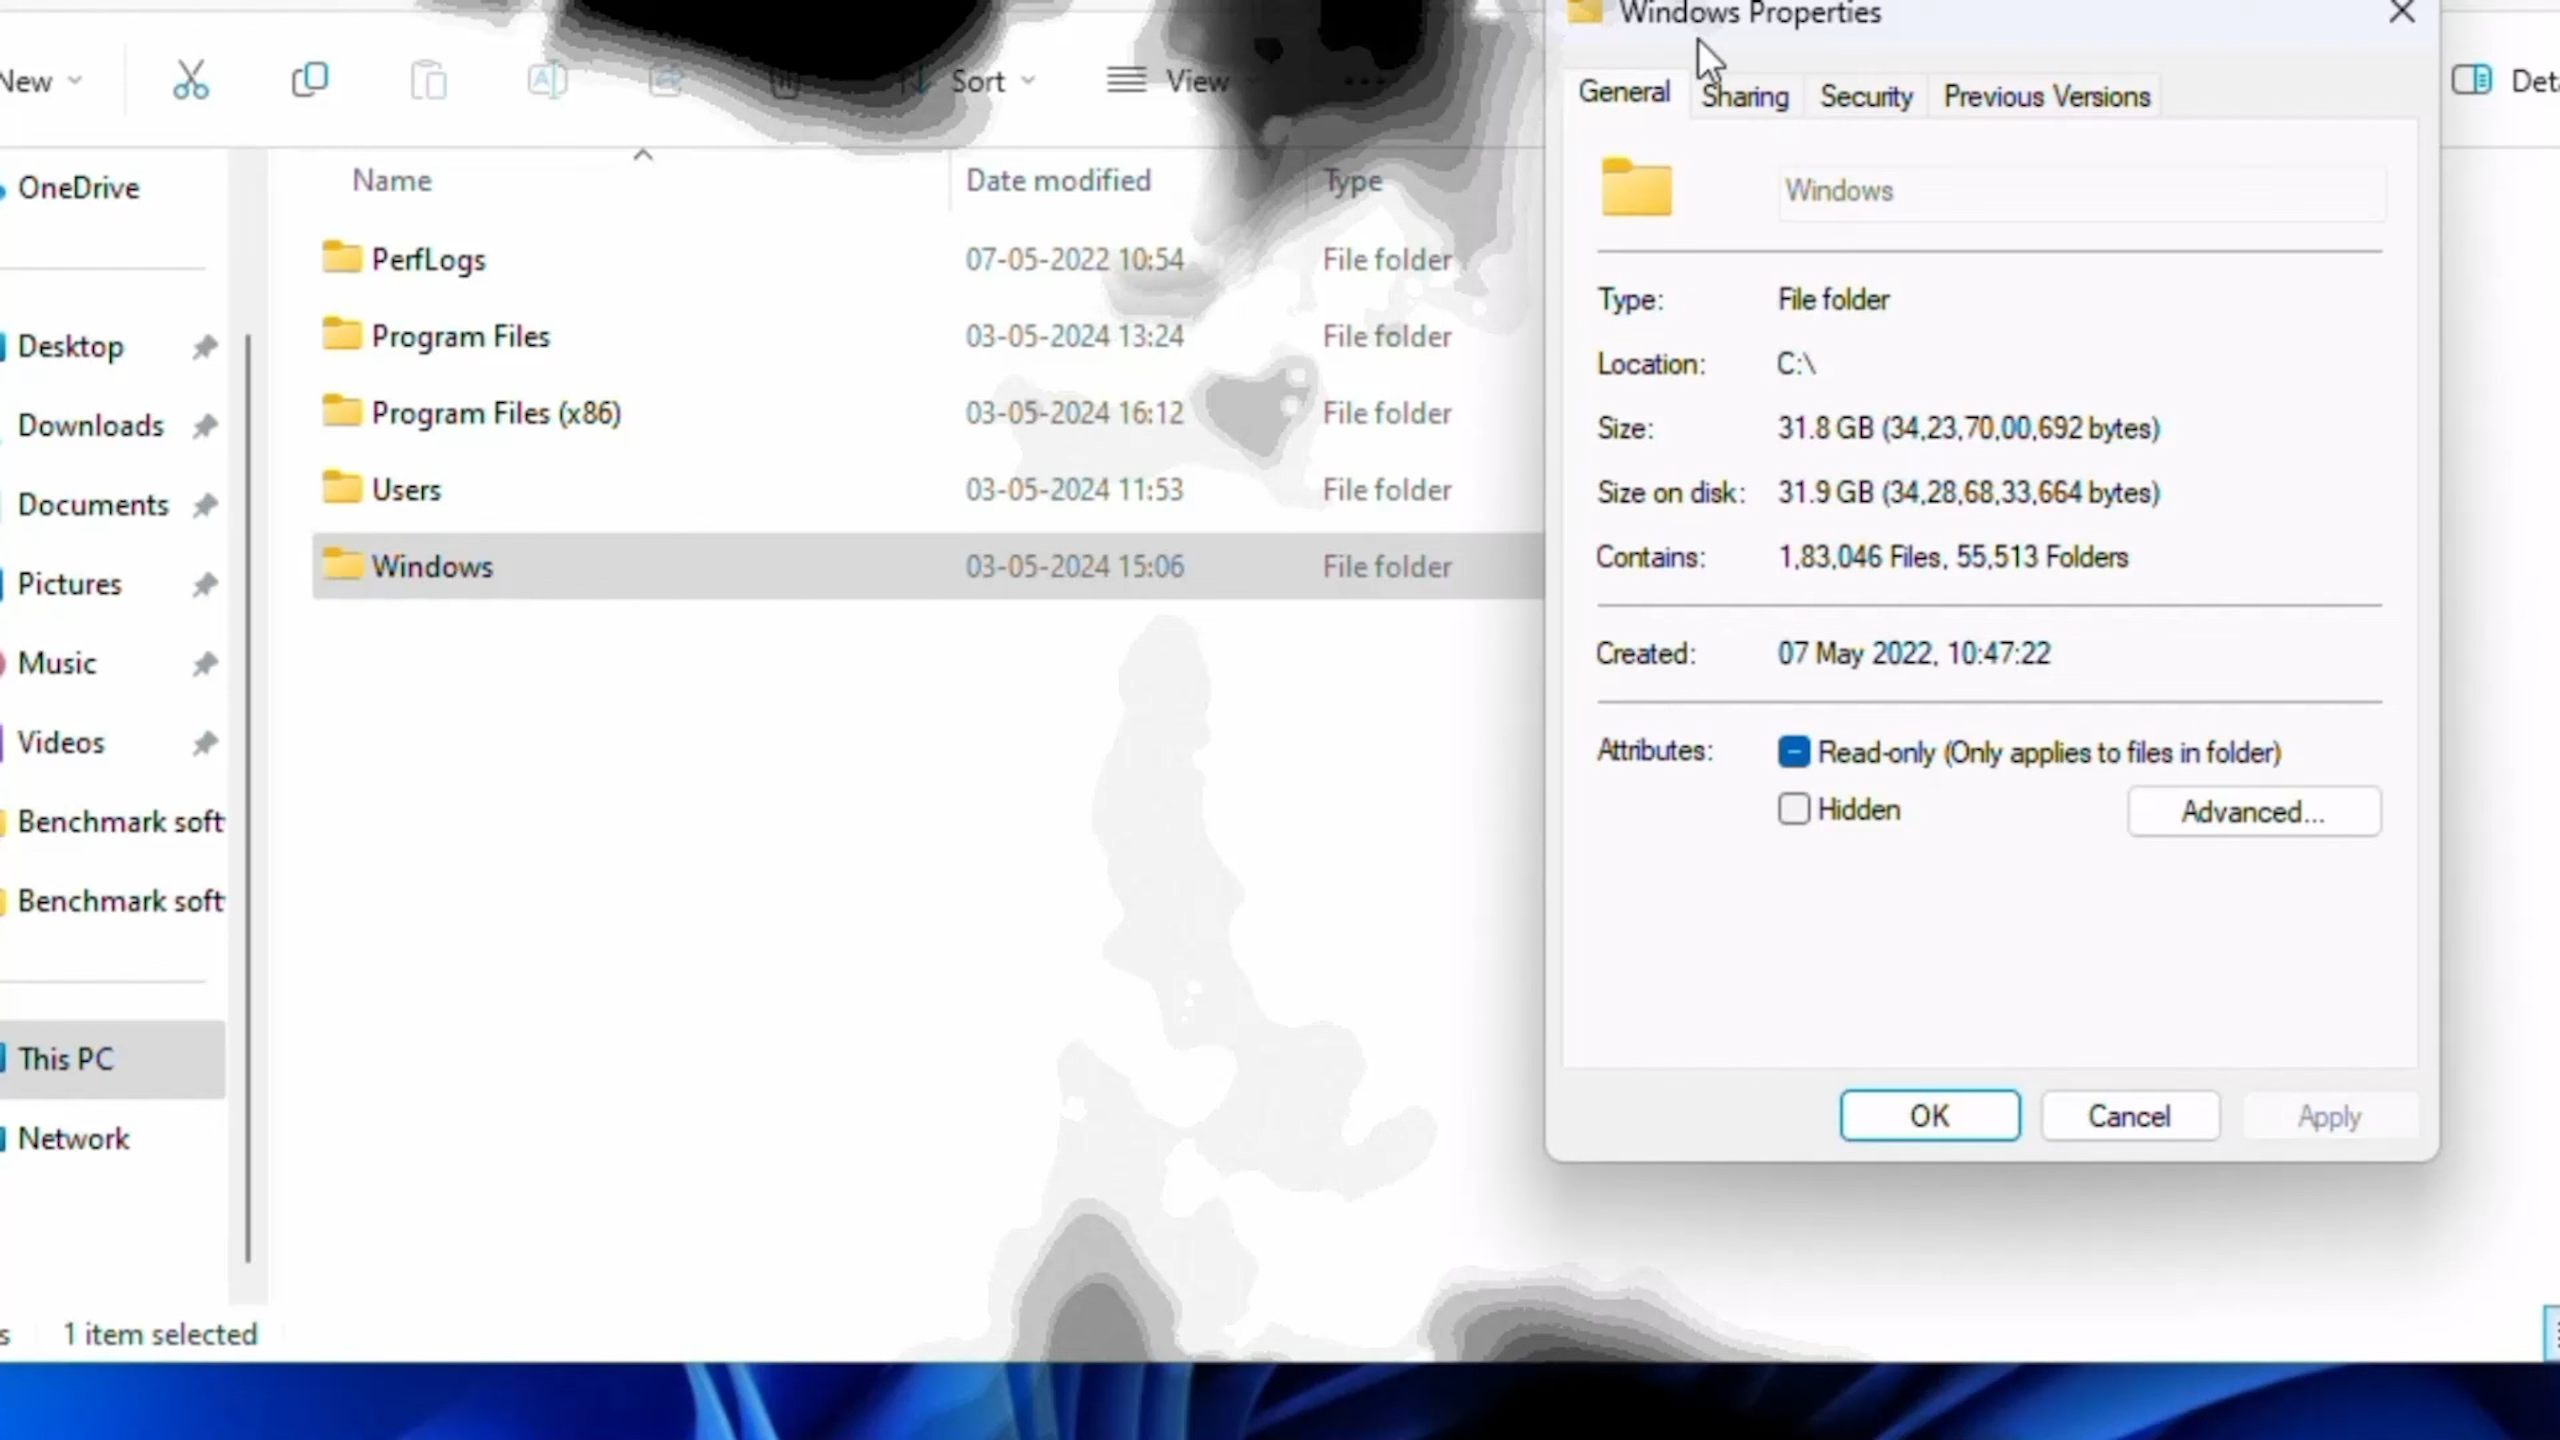 New
Sort
View
OneDrive
Desktop
Downloads
Documents
Pictures
Music
Videos
Benchmark soft
Benchmark soft
This PC
Network
Name Date modified Type
PerfLogs 07-05-2022 10:54 File folder
Program Files 03-05-2024 13:24 File folder
Program Files (x86) 03-05-2024 16:12 File folder
Users 03-05-2024 11:53 File folder
Windows 03-05-2024 15:06 File folder
1 item selected
Windows Properties
General Sharing Security Previous Versions
Windows
Type: File folder
Location: C:\
Size: 31.8 GB (34,23,70,00,692 bytes)
Size on disk: 31.9 GB (34,28,68,33,664 bytes)
Contains: 1,83,046 Files, 55,513 Folders
Created: 07 May 2022, 10:47:22
Attributes: Read-only (Only applies to files in folder)
Hidden Advanced...
OK Cancel Apply